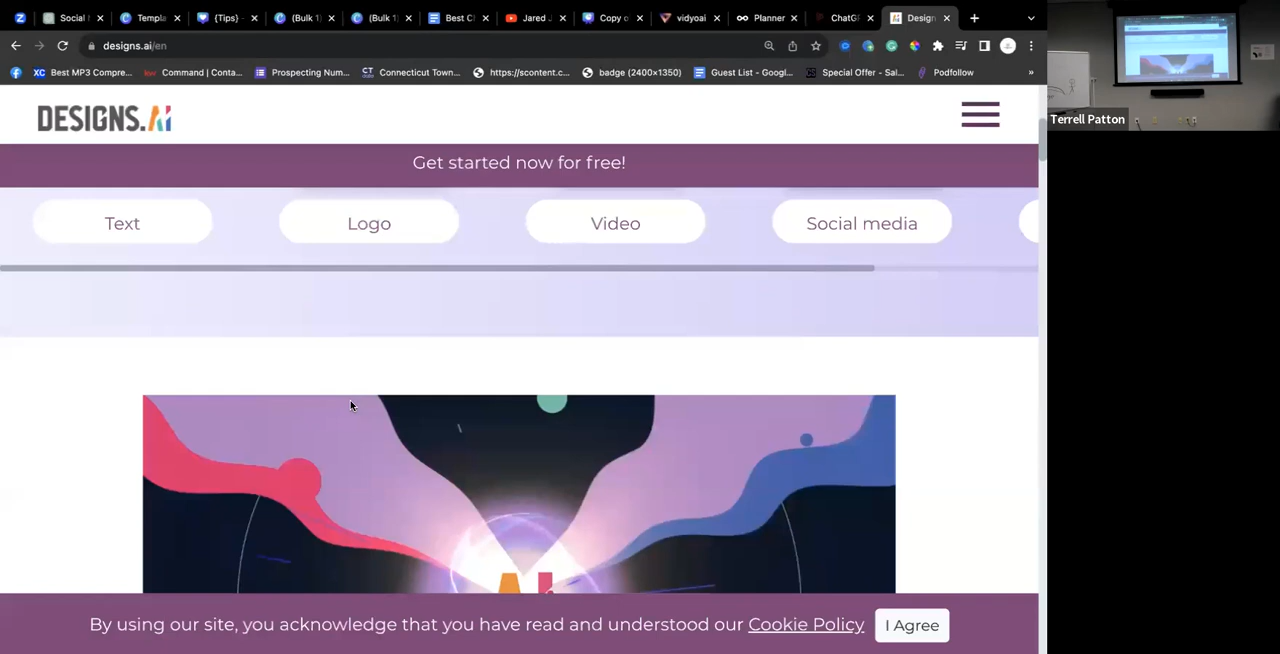 Social M
Templa
{Tips} -
(Bulk 1)
(Bulk 1)
Best C
Jared J
Copy o
vidyoai
Planner
ChatG
Design
designs.ai/en
Best MP3 Compre...
Command | Conta...
Prospecting Num...
Connecticut Town...
https://scontent.c...
badge (2400×1350)
Guest List - Googl...
Special Offer - Sal...
Podfollow
»
DESIGNS.Ai
Get started now for free!
Text
Logo
Video
Social media
AI
By using our site, you acknowledge that you have read and understood our Cookie Policy
I Agree
Terrell Patton